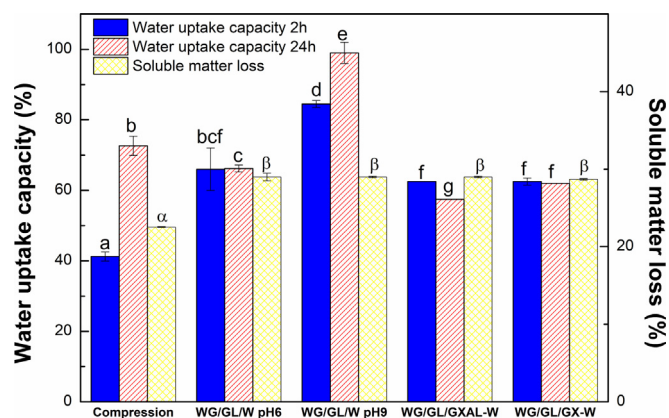 Water uptake capacity 2h
Water uptake capacity 24h
Soluble matter loss
Water uptake capacity (%)
100
80
60
40
20
0
Soluble matter
loss (%)
40
20
0
a
b
α
bcf
c
β
d
e
β
f
g
β
f
f
β
Compression
WG/GL/W pH6
WG/GL/W pH9
WG/GL/GXAL-W
WG/GL/GX-W